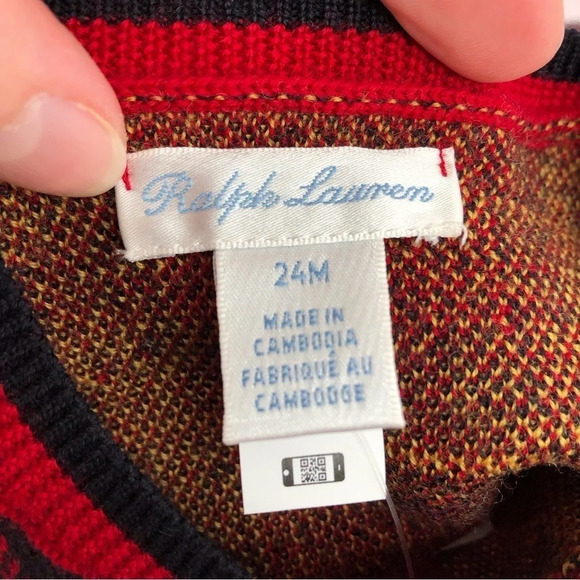 Ralph Lauren
24M
MADE IN
CAMBODIA
FABRIQUÉ AU
CAMBODGE